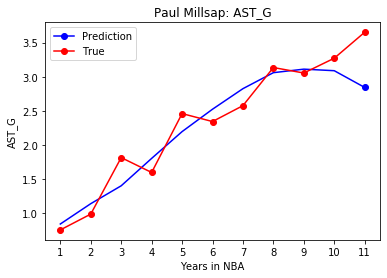 Paul Millsap: AST_G
Prediction
True
3.5
3.0
2.5
2.0
1.5
1.0
AST_G
1 2 3 4 5 6 7 8 9 10 11
Years in NBA